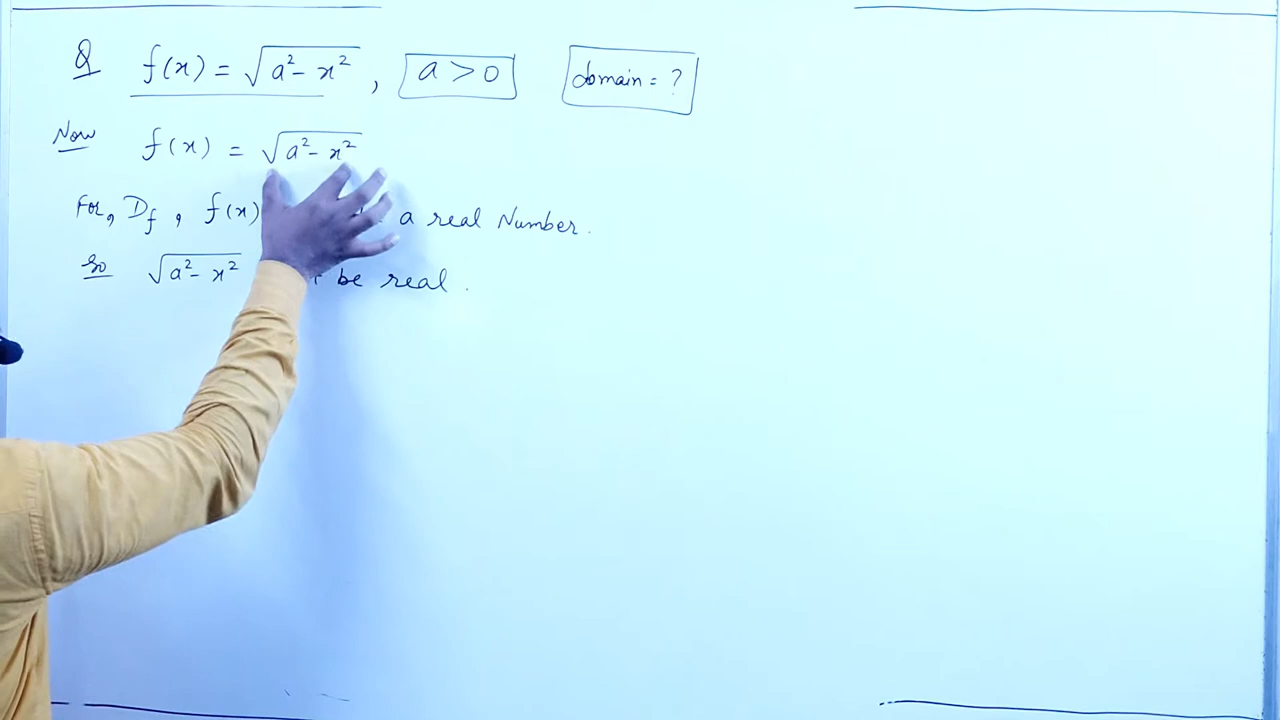 Q f(x) = √a²-x² , a > 0 domain = ?
Now f(x) = √a²-x²
For, Df , f(x) a real Number.
So √a²-x² be real.